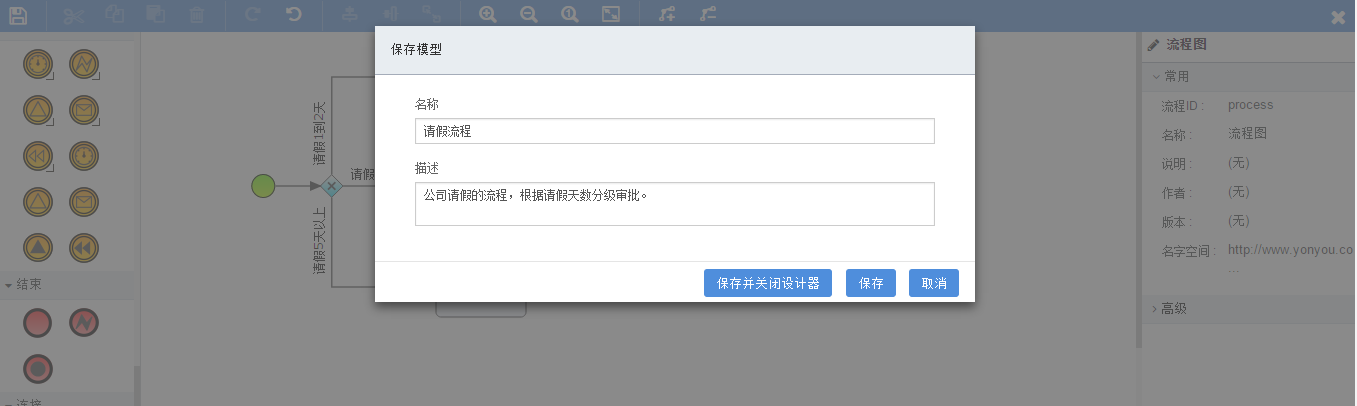 保存模型
名称
请假流程
描述
公司请假的流程，根据请假天数分级审批。
保存并关闭设计器
保存
取消
结束
连接
请假1到2天
请假
请假5天以上
流程图
常用
流程ID :
process
名称 :
流程图
说明 :
(无)
作者 :
(无)
版本 :
(无)
名字空间 :
http://www.yonyou.co
...
高级